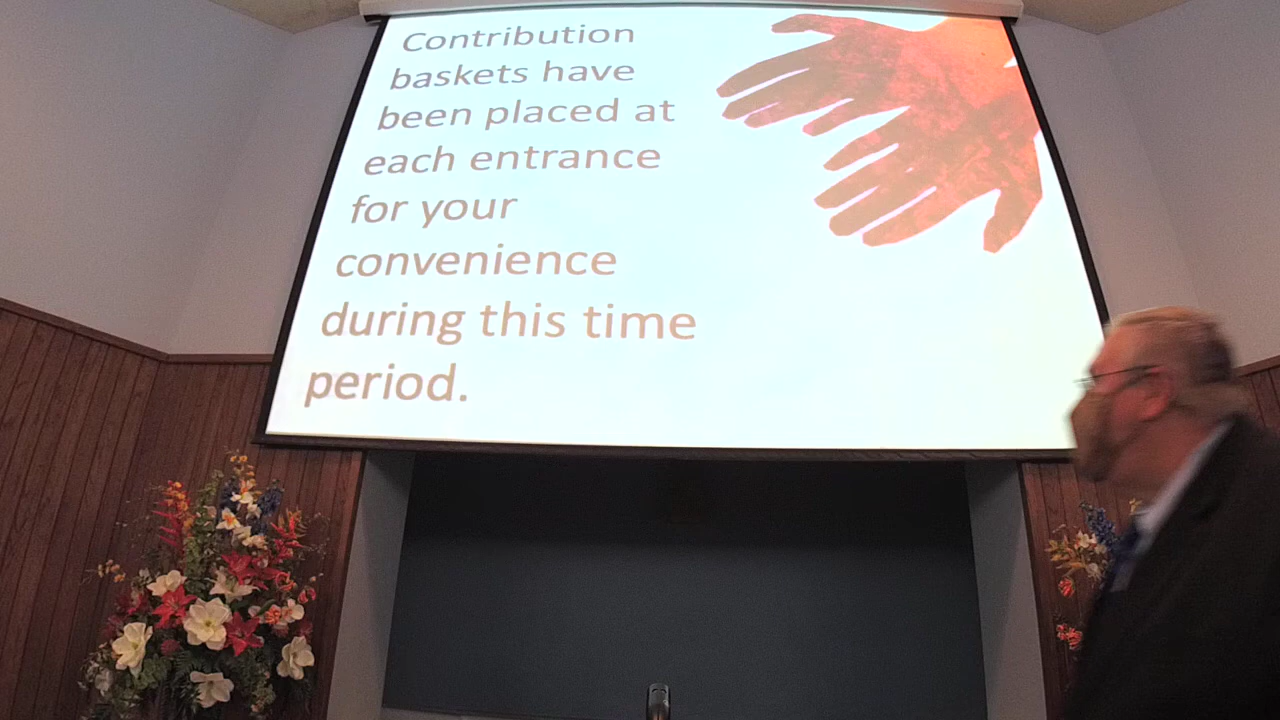 Contribution
baskets have
been placed at
each entrance
for your
convenience
during this time
period.